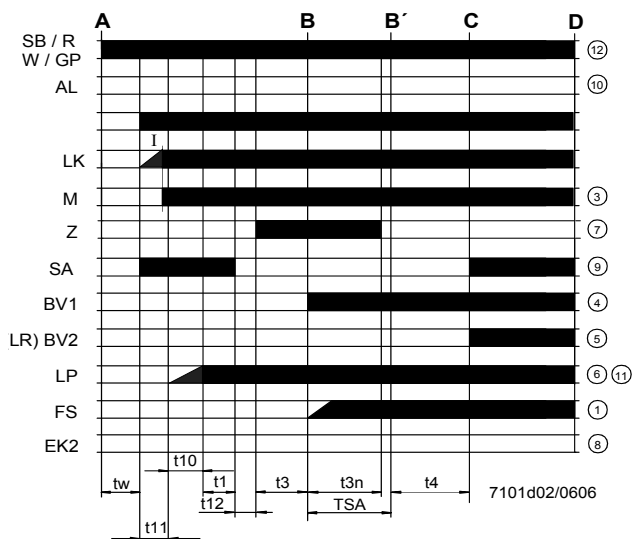 A B B´ C D
SB / R
W / GP
12
AL 10
I
LK
M 3
Z 7
SA 9
BV1 4
LR) BV2 5
LP 6 11
FS 1
EK2 8
t10
tw t1 t3 t3n t4 7101d02/0606
t12 TSA
t11